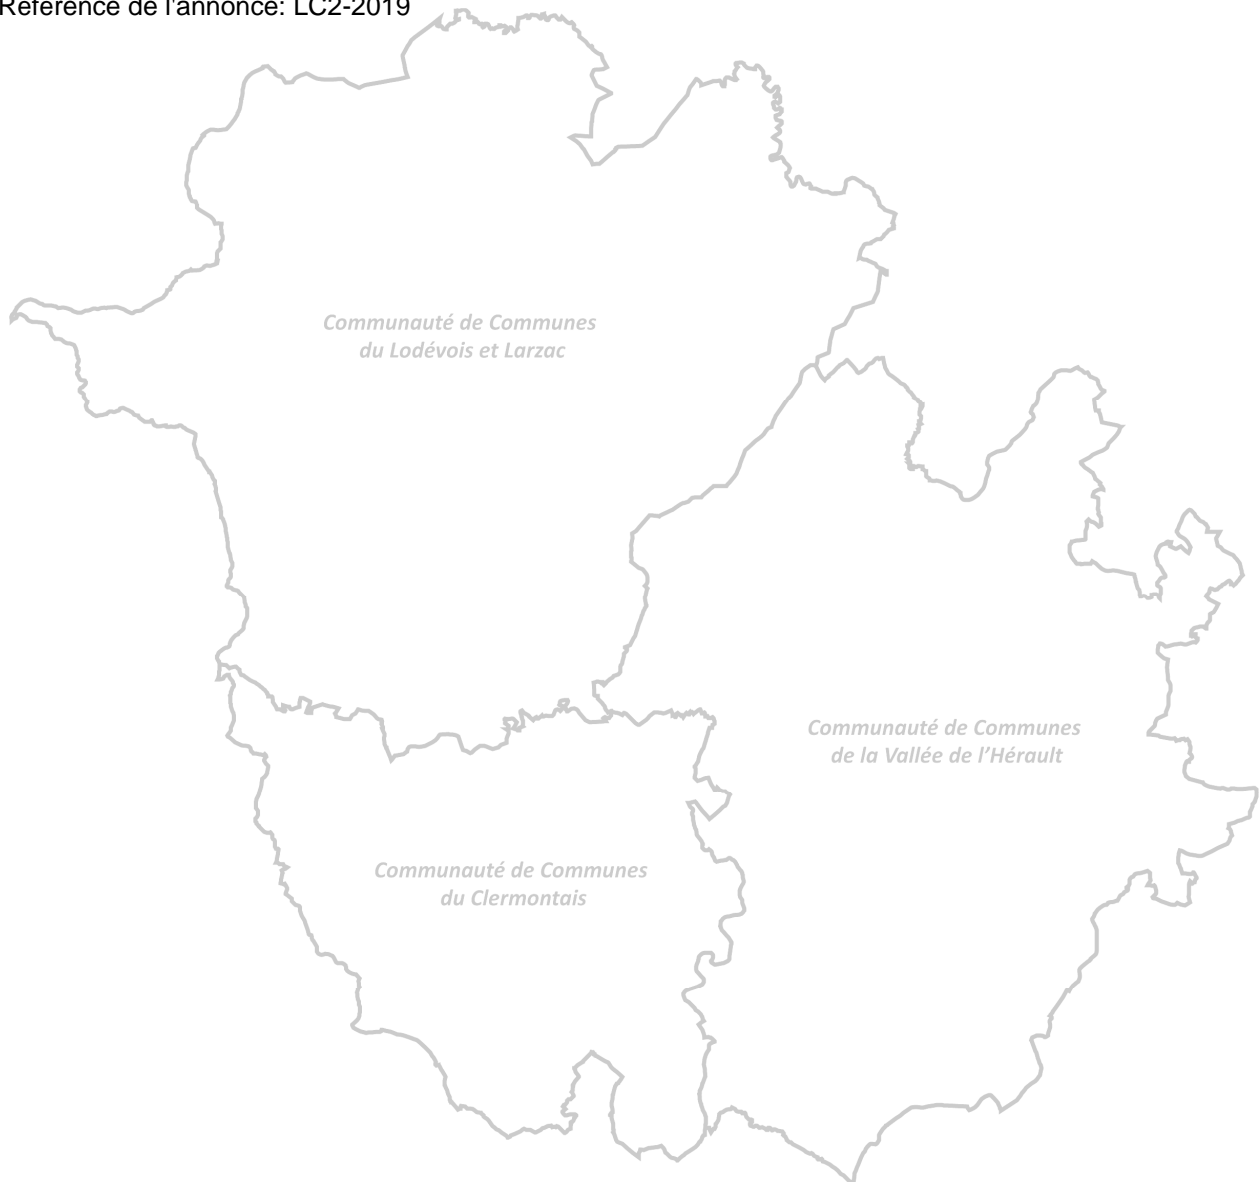 Référence de l'annonce: LC2-2019
Communauté de Communes
du Lodévois et Larzac
Communauté de Communes
de la Vallée de l'Hérault
Communauté de Communes
du Clermontais